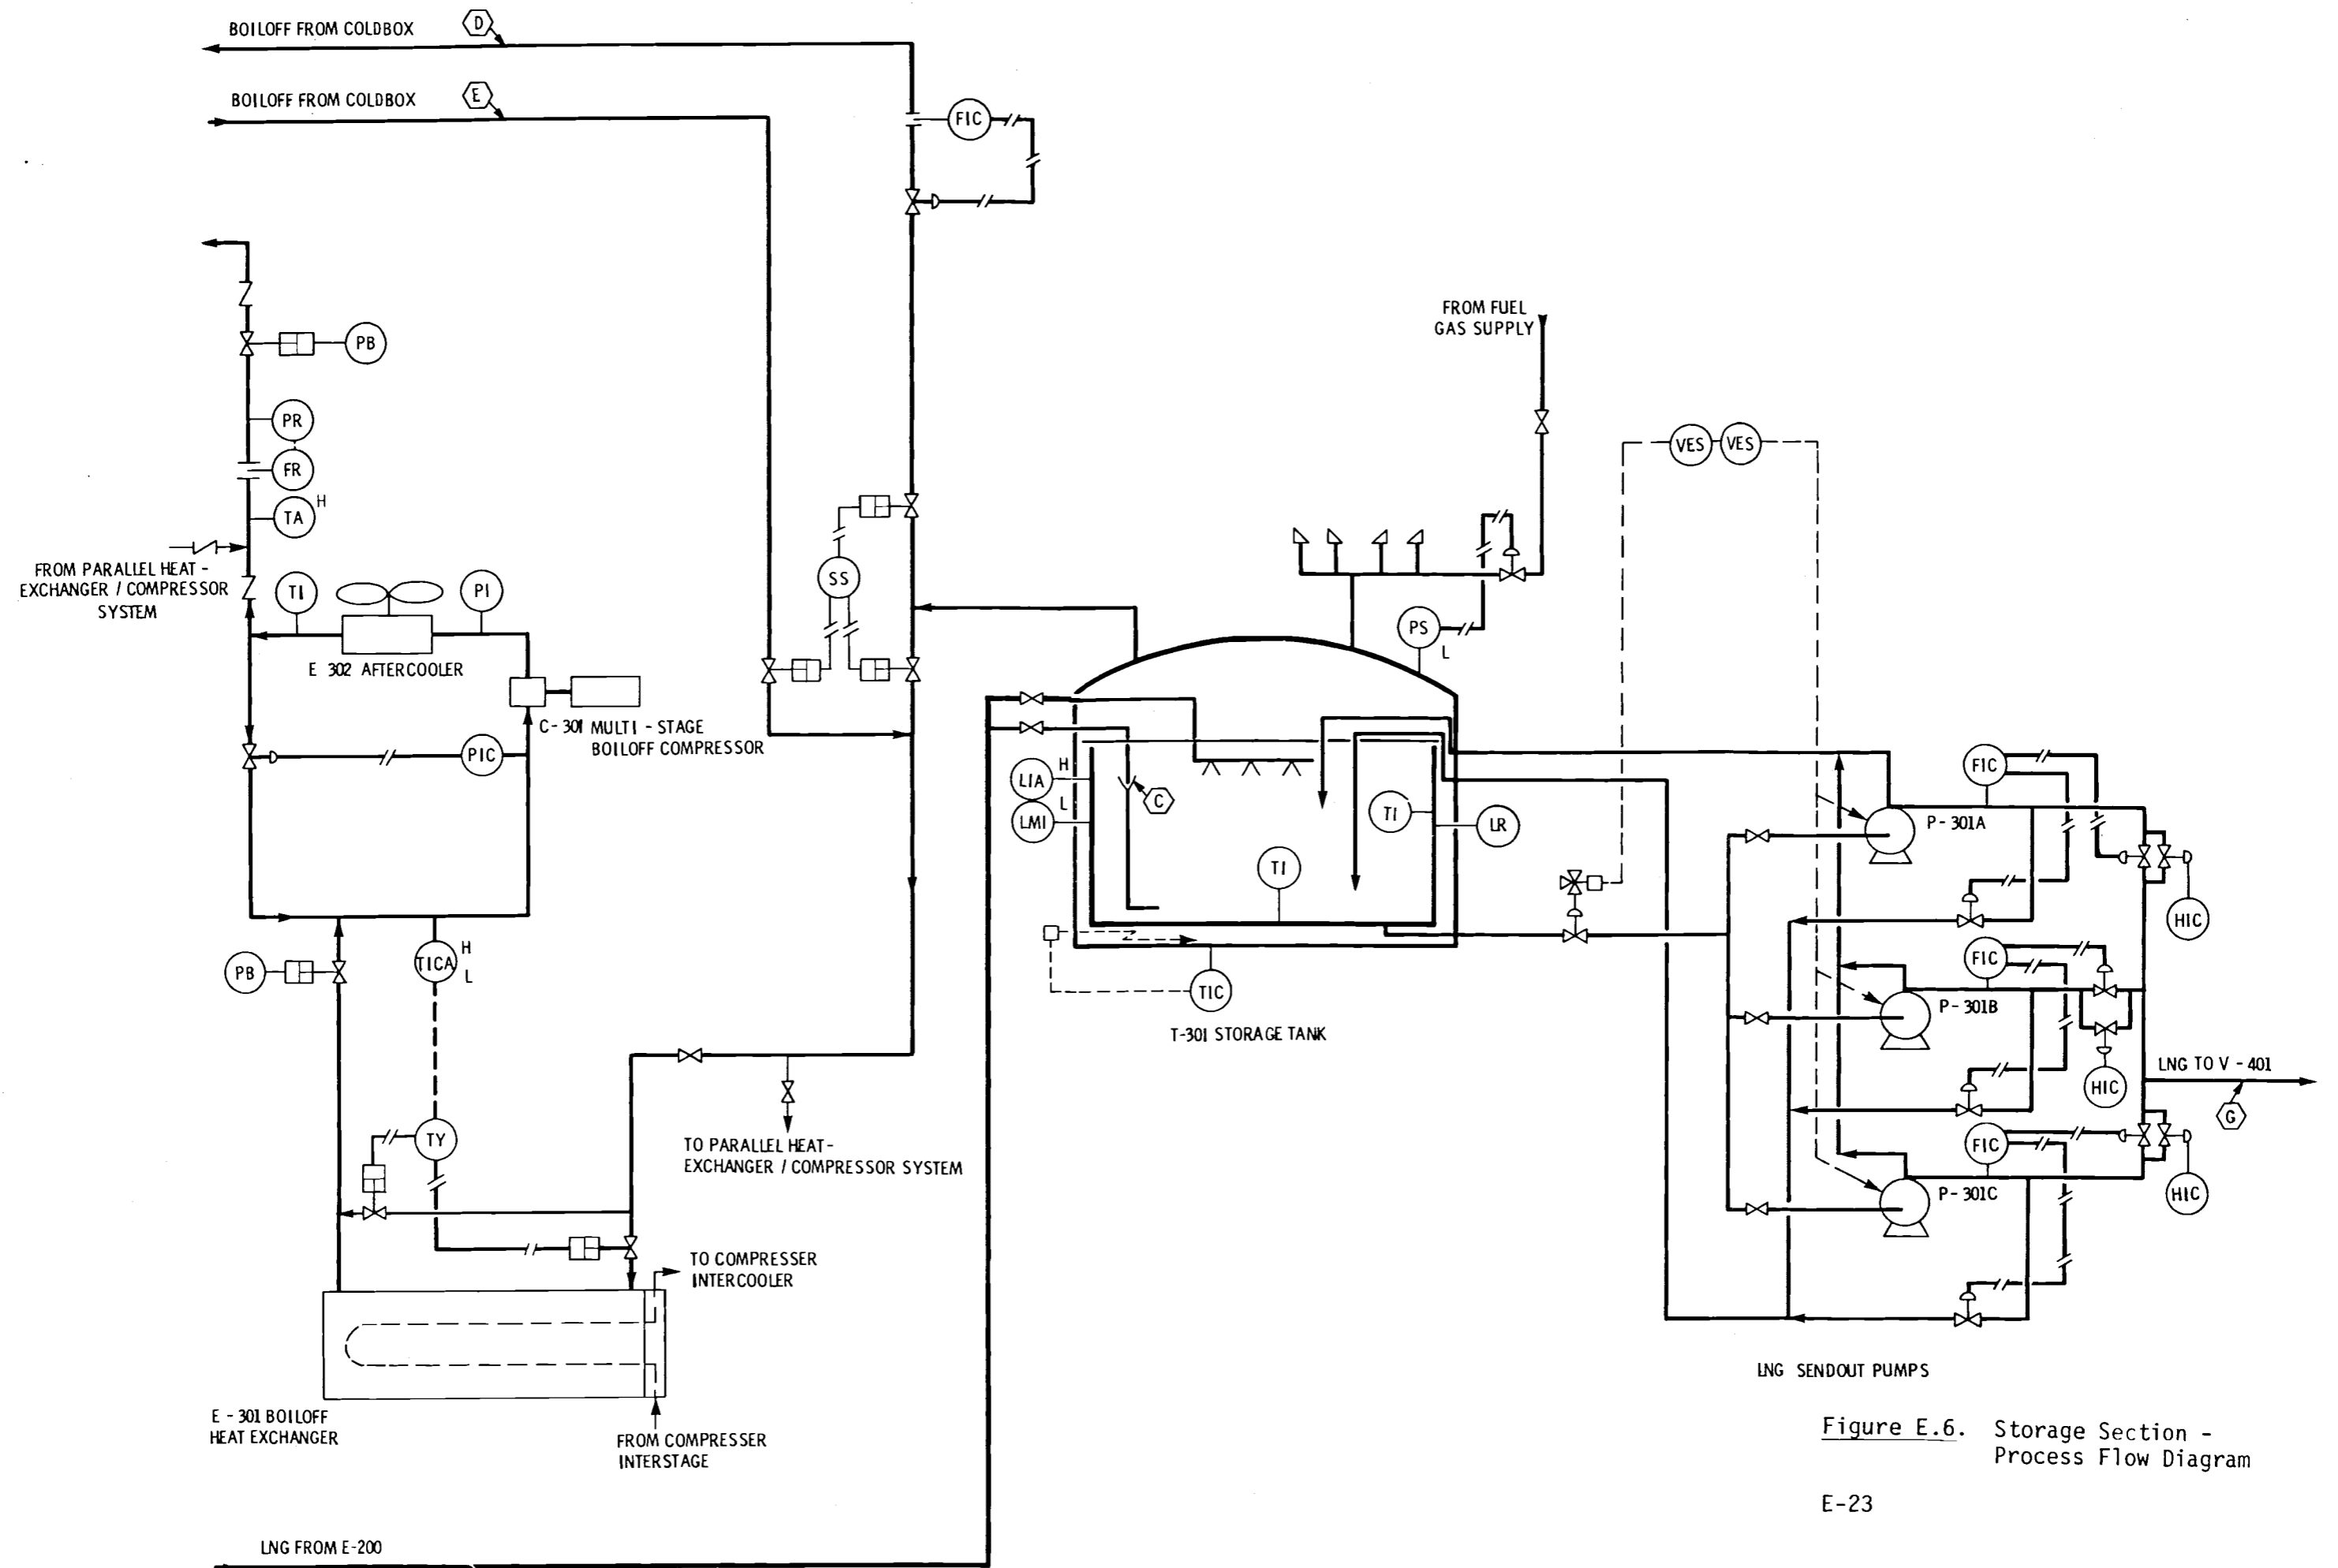 BOILOFF FROM COLDBOX
D
BOILOFF FROM COLDBOX
E
FIC
FROM FUEL
GAS SUPPLY
PB
PR
FR
TA
H
VES
VES
FROM PARALLEL HEAT -
EXCHANGER / COMPRESSOR
SYSTEM
TI
PI
SS
PS
L
E 302 AFTERCOOLER
C-301 MULTI - STAGE
BOILOFF COMPRESSOR
PIC
LIA
H
L
LMI
C
TI
LR
TI
FIC
P-301A
HIC
FIC
P-301B
HIC
PB
TICA
H
L
TIC
T-301 STORAGE TANK
LNG TO V - 401
G
TY
TO PARALLEL HEAT-
EXCHANGER / COMPRESSOR SYSTEM
FIC
P-301C
HIC
TO COMPRESSER
INTERCOOLER
E - 301 BOILOFF
HEAT EXCHANGER
FROM COMPRESSER
INTERSTAGE
LNG SENDOUT PUMPS
Figure E.6. Storage Section -
Process Flow Diagram
E-23
LNG FROM E-200